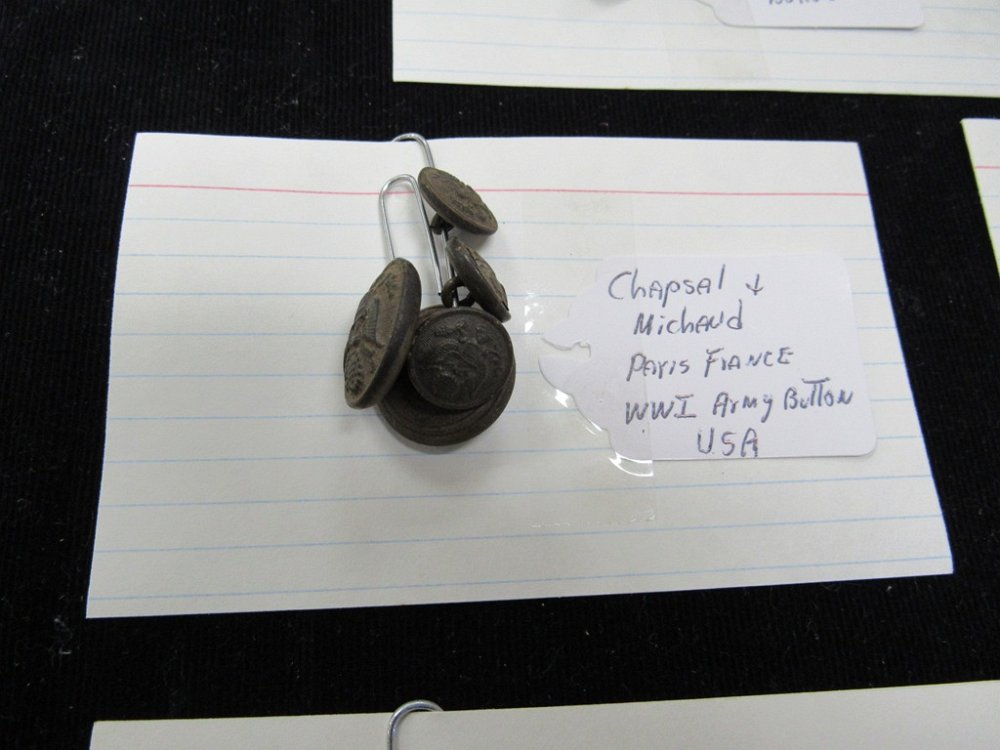 Chapsal +
Michaud
Paris France
WWI Army Button
USA